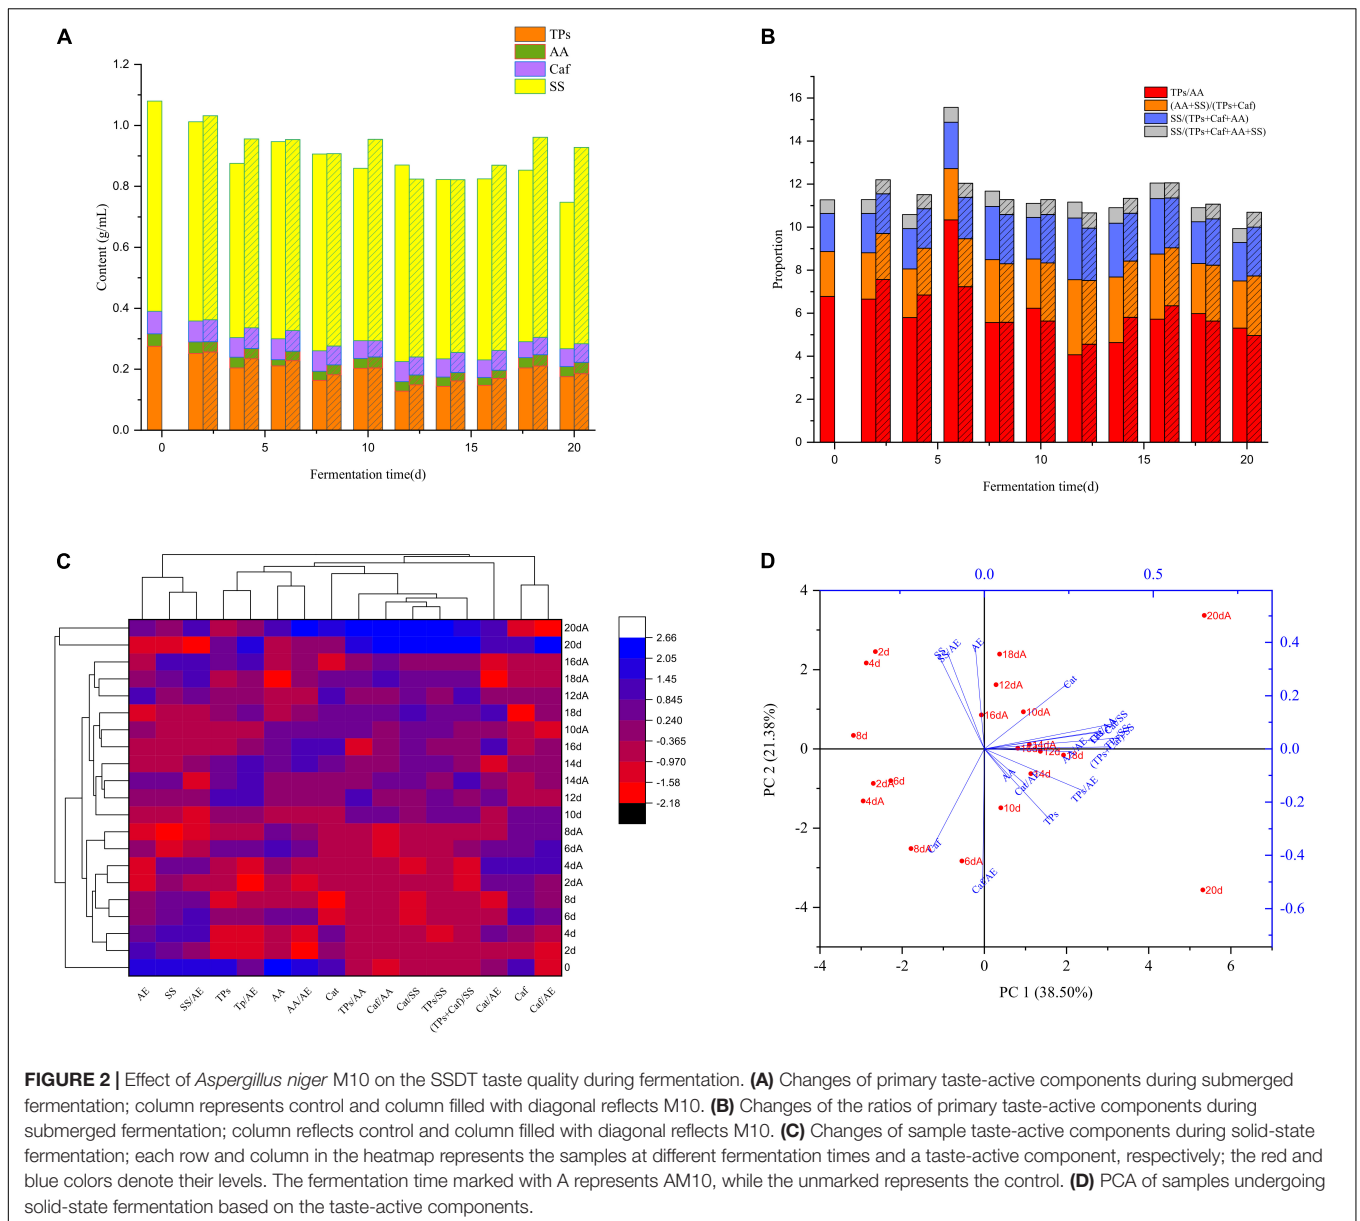 A
TPs
AA
Caf
SS
1.2
1.0
0.8
0.6
0.4
0.2
0.0
Content (g/mL)
0 5 10 15 20
Fermentation time(d)
B
TPs/AA
(AA+SS)/(TPs+Caf)
SS/(TPs+Caf+AA)
SS/(TPs+Caf+AA+SS)
16
14
12
10
8
6
4
2
0
Proportion
0 5 10 15 20
Fermentation time(d)
C
20dA
20d
16dA
18dA
12dA
18d
10dA
16d
14d
14dA
12d
10d
8dA
6dA
4dA
2dA
8d
6d
4d
2d
0
AE SS SS/AE TPs Tp/AE AA AA/AE Cat TPs/AA Caf/AA Cat/SS TPs/SS (TPs+Caf)/SS Cat/AE Caf Caf/AE
2.66
2.05
1.45
0.845
0.240
-0.365
-0.970
-1.58
-2.18
D
0.0 0.5
4
2
0
-2
-4
PC 2 (21.38%)
0.4
0.2
0.0
-0.2
-0.4
-0.6
20dA
2d
4d
18dA
12dA
10dA
16dA
8d
14dA
12d
18d
14d
2dA
6d
4dA
10d
8dA
6dA
20d
SS
SS/AE
AE
Cat
Cat/SS
TPs/SS
AA
TPs/AE
TPs
Caf
Caf/AE
-4 -2 0 2 4 6
PC 1 (38.50%)
FIGURE 2 | Effect of Aspergillus niger M10 on the SSDT taste quality during fermentation. (A) Changes of primary taste-active components during submerged
fermentation; column represents control and column filled with diagonal reflects M10. (B) Changes of the ratios of primary taste-active components during
submerged fermentation; column reflects control and column filled with diagonal reflects M10. (C) Changes of sample taste-active components during solid-state
fermentation; each row and column in the heatmap represents the samples at different fermentation times and a taste-active component, respectively; the red and
blue colors denote their levels. The fermentation time marked with A represents AM10, while the unmarked represents the control. (D) PCA of samples undergoing
solid-state fermentation based on the taste-active components.